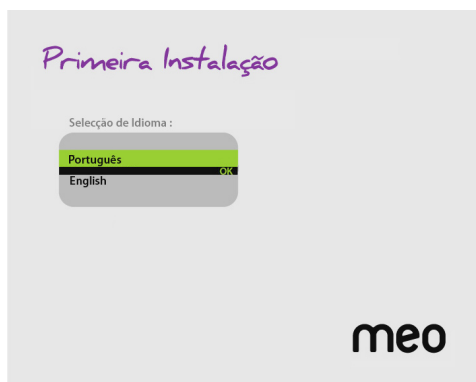 Primeira Instalação
Selecção de Idioma :
Português
OK
English
meo